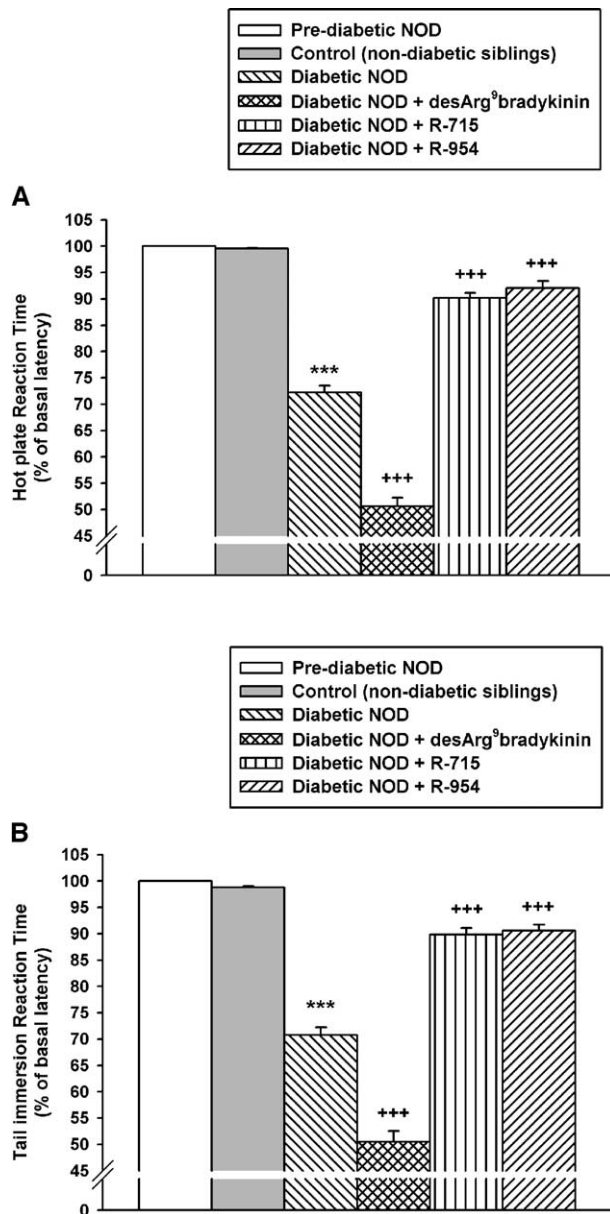 Pre-diabetic NOD
Control (non-diabetic siblings)
Diabetic NOD
Diabetic NOD + desArg⁹bradykinin
Diabetic NOD + R-715
Diabetic NOD + R-954
A
Hot plate Reaction Time
(% of basal latency)
105
100
95
90
85
80
75
70
65
60
55
50
45
0
***
+++
+++
+++
Pre-diabetic NOD
Control (non-diabetic siblings)
Diabetic NOD
Diabetic NOD + desArg⁹bradykinin
Diabetic NOD + R-715
Diabetic NOD + R-954
B
Tail immersion Reaction Time
(% of basal latency)
105
100
95
90
85
80
75
70
65
60
55
50
45
0
***
+++
+++
+++